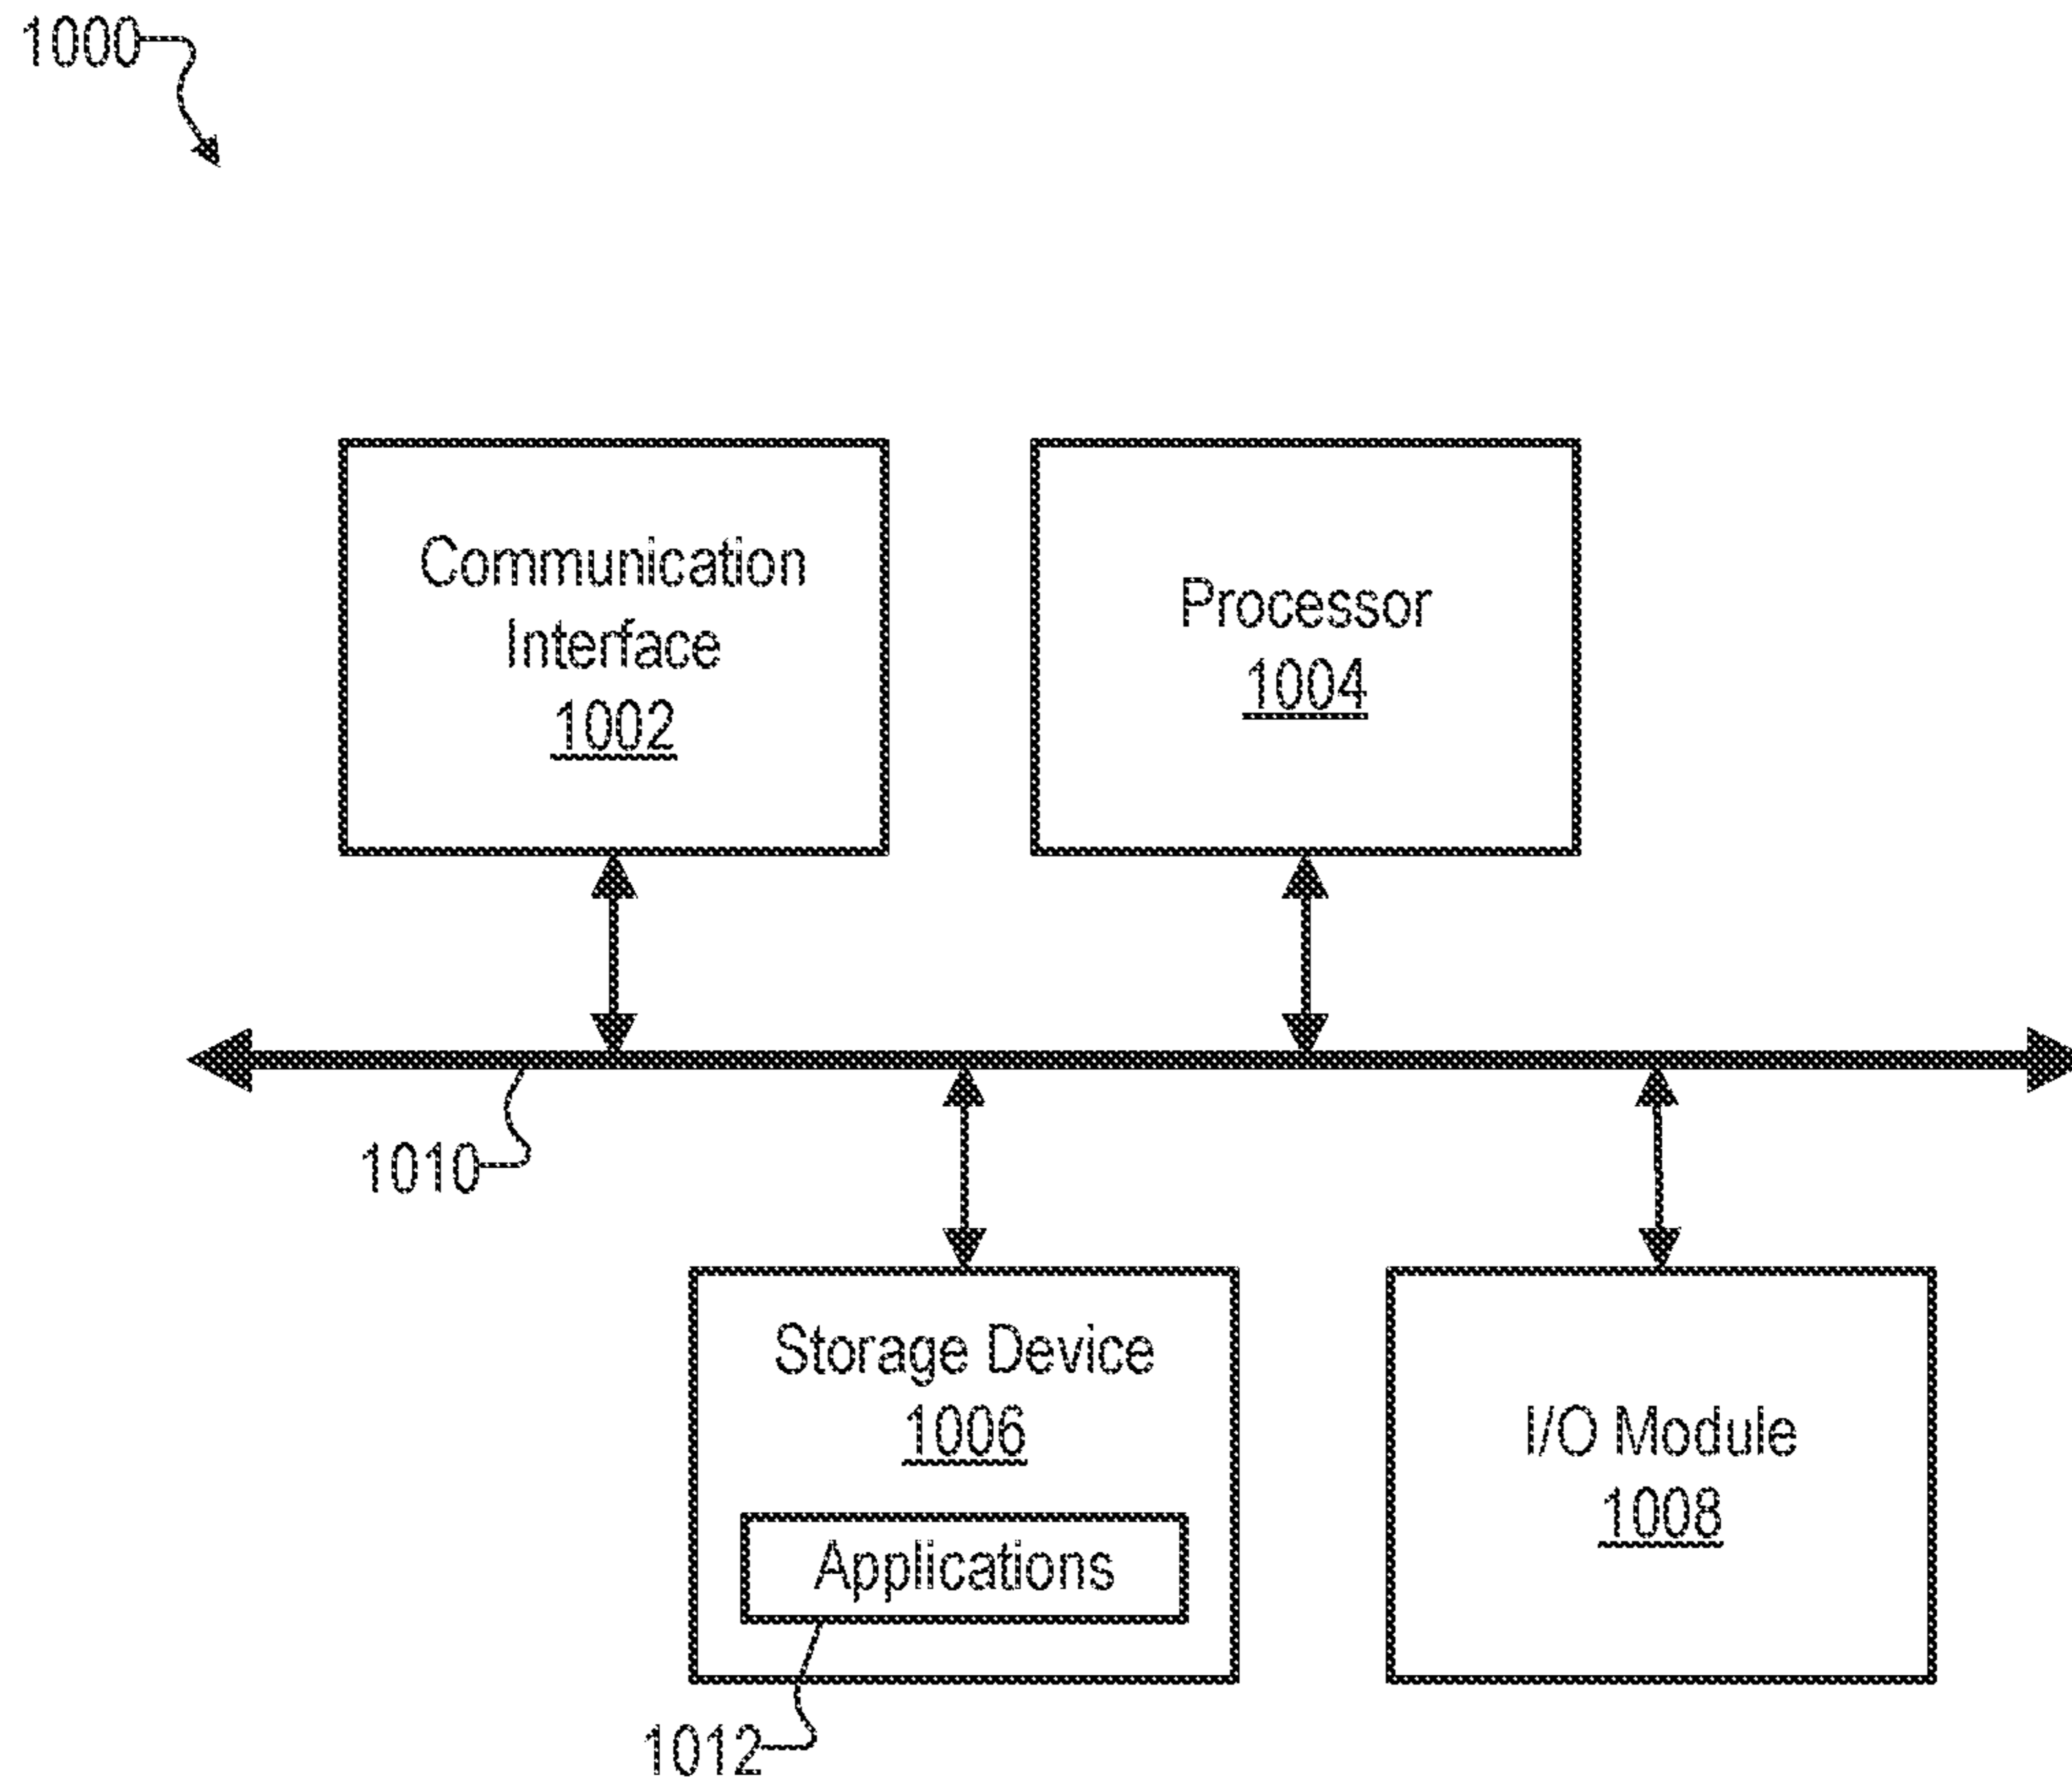 1000
Communication
Interface
1002
Processor
1004
1010
Storage Device
1006
Applications
1012
I/O Module
1008